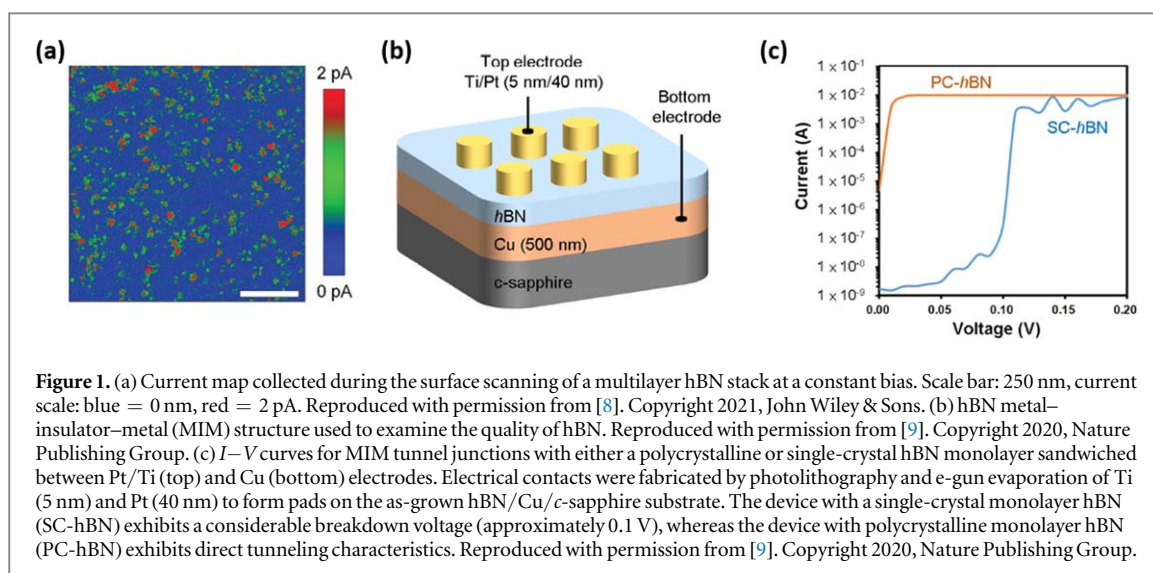 (a)
2 pA
0 pA
(b)
Top electrode
Ti/Pt (5 nm/40 nm)
Bottom
electrode
hBN
Cu (500 nm)
c-sapphire
(c)
1 x 10⁻¹
1 x 10⁻²
1 x 10⁻³
1 x 10⁻⁴
1 x 10⁻⁵
1 x 10⁻⁶
1 x 10⁻⁷
1 x 10⁻⁰
1 x 10⁻⁹
Current (A)
PC-hBN
SC-hBN
0.00
0.05
0.10
0.15
0.20
Voltage (V)
Figure 1. (a) Current map collected during the surface scanning of a multilayer hBN stack at a constant bias. Scale bar: 250 nm, current
scale: blue = 0 nm, red = 2 pA. Reproduced with permission from [8]. Copyright 2021, John Wiley & Sons. (b) hBN metal–
insulator–metal (MIM) structure used to examine the quality of hBN. Reproduced with permission from [9]. Copyright 2020, Nature
Publishing Group. (c) I–V curves for MIM tunnel junctions with either a polycrystalline or single-crystal hBN monolayer sandwiched
between Pt/Ti (top) and Cu (bottom) electrodes. Electrical contacts were fabricated by photolithography and e-gun evaporation of Ti
(5 nm) and Pt (40 nm) to form pads on the as-grown hBN/Cu/c-sapphire substrate. The device with a single-crystal monolayer hBN
(SC-hBN) exhibits a considerable breakdown voltage (approximately 0.1 V), whereas the device with polycrystalline monolayer hBN
(PC-hBN) exhibits direct tunneling characteristics. Reproduced with permission from [9]. Copyright 2020, Nature Publishing Group.